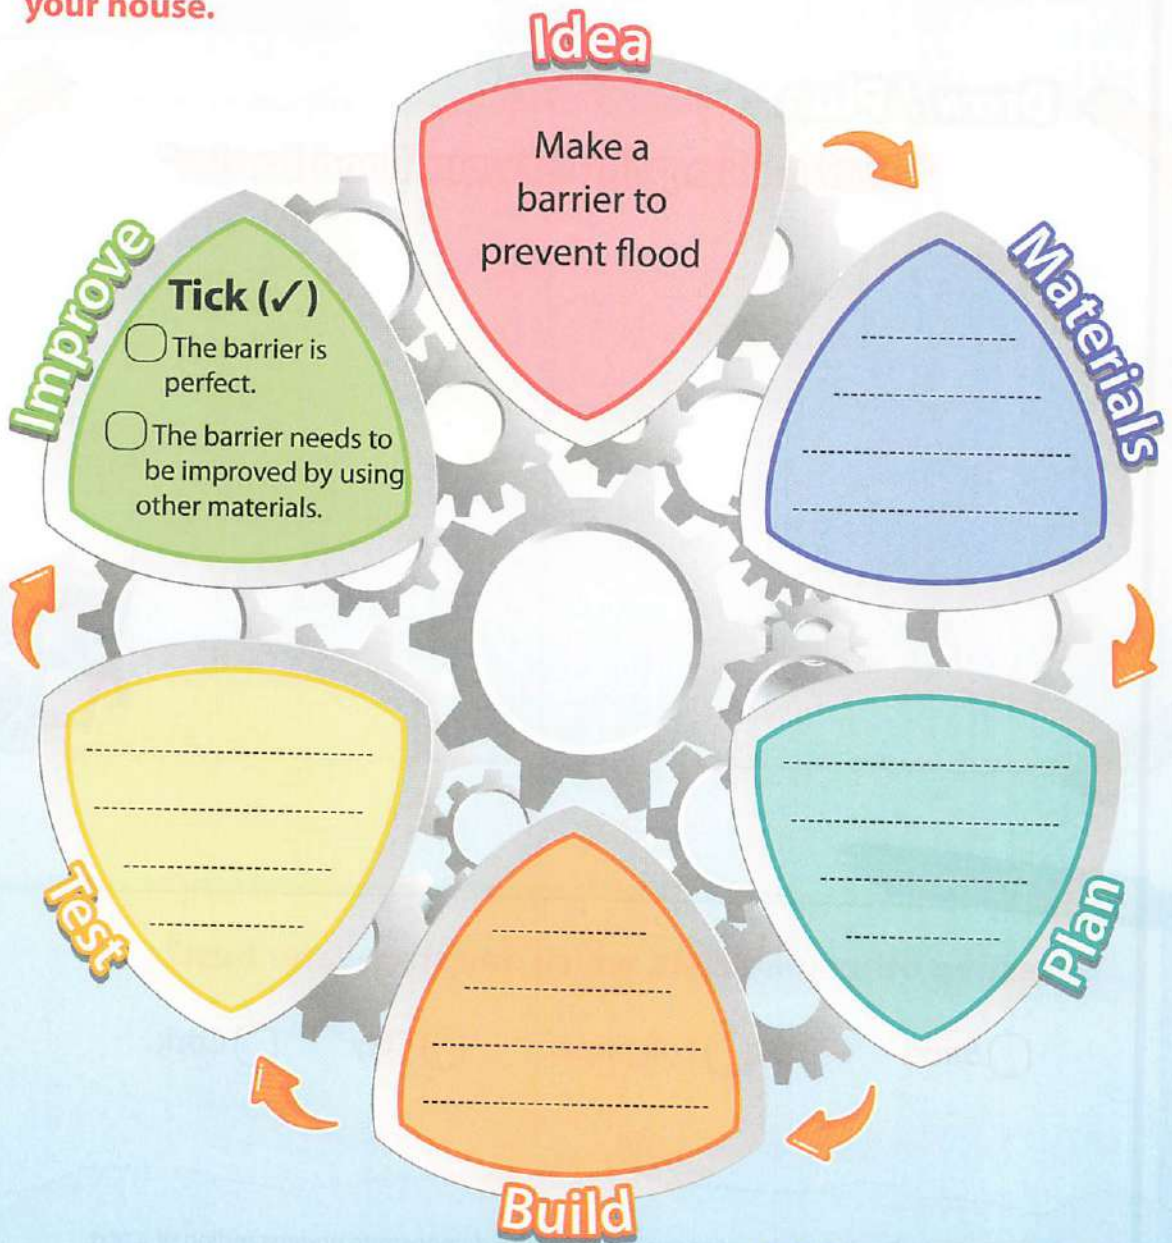 your house.
Idea
Make a
barrier to
prevent flood
Materials
Plan
Build
Test
Improve
Tick (✓)
The barrier is
perfect.
The barrier needs to
be improved by using
other materials.